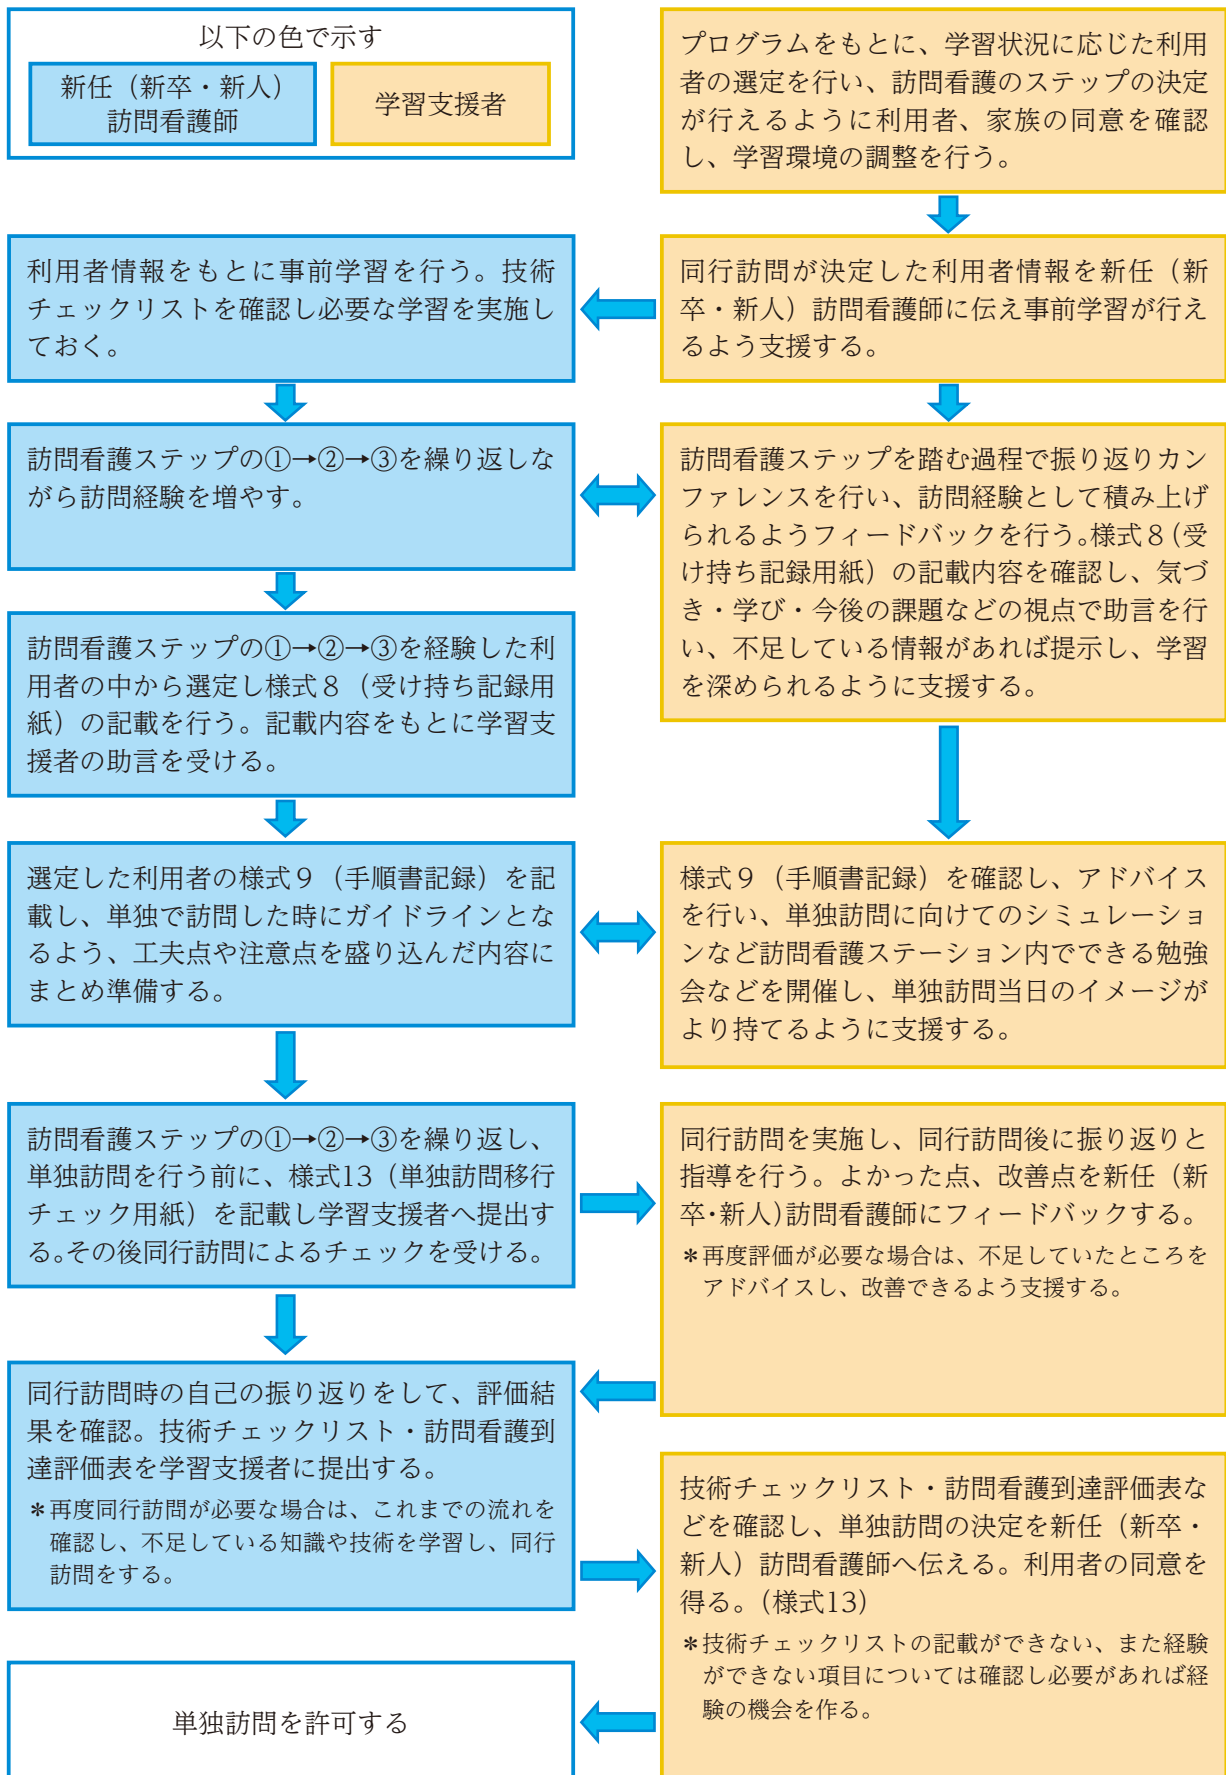 以下の色で示す
新任（新卒・新人）
訪問看護師
学習支援者
プログラムをもとに、学習状況に応じた利用
者の選定を行い、訪問看護のステップの決定
が行えるように利用者、家族の同意を確認
し、学習環境の調整を行う。
同行訪問が決定した利用者情報を新任（新
卒・新人）訪問看護師に伝え事前学習が行え
るよう支援する。
利用者情報をもとに事前学習を行う。技術
チェックリストを確認し必要な学習を実施し
ておく。
訪問看護ステップの①→②→③を繰り返しな
がら訪問経験を増やす。
訪問看護ステップを踏む過程で振り返りカン
ファレンスを行い、訪問経験として積み上げ
られるようフィードバックを行う。様式８（受
け持ち記録用紙）の記載内容を確認し、気づ
き・学び・今後の課題などの視点で助言を行
い、不足している情報があれば提示し、学習
を深められるように支援する。
訪問看護ステップの①→②→③を経験した利
用者の中から選定し様式８（受け持ち記録用
紙）の記載を行う。記載内容をもとに学習支
援者の助言を受ける。
選定した利用者の様式９（手順書記録）を記
載し、単独で訪問した時にガイドラインとな
るよう、工夫点や注意点を盛り込んだ内容に
まとめ準備する。
様式９（手順書記録）を確認し、アドバイス
を行い、単独訪問に向けてのシミュレーショ
ンなど訪問看護ステーション内でできる勉強
会などを開催し、単独訪問当日のイメージが
より持てるように支援する。
訪問看護ステップの①→②→③を繰り返し、
単独訪問を行う前に、様式13（単独訪問移行
チェック用紙）を記載し学習支援者へ提出す
る。その後同行訪問によるチェックを受ける。
同行訪問を実施し、同行訪問後に振り返りと
指導を行う。よかった点、改善点を新任（新
卒・新人）訪問看護師にフィードバックする。
＊再度評価が必要な場合は、不足していたところを
アドバイスし、改善できるよう支援する。
同行訪問時の自己の振り返りをして、評価結
果を確認。技術チェックリスト・訪問看護到
達評価表を学習支援者に提出する。
＊再度同行訪問が必要な場合は、これまでの流れを
確認し、不足している知識や技術を学習し、同行
訪問をする。
技術チェックリスト・訪問看護到達評価表な
どを確認し、単独訪問の決定を新任（新卒・
新人）訪問看護師へ伝える。利用者の同意を
得る。（様式13）
＊技術チェックリストの記載ができない、また経験
ができない項目については確認し必要があれば経
験の機会を作る。
単独訪問を許可する